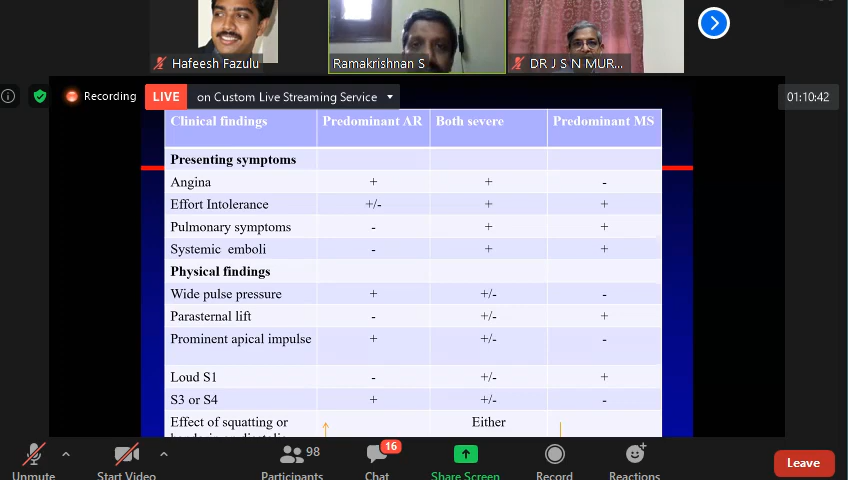 Hafeesh Fazulu
Ramakrishnan S
DR J S N MUR...
Recording
LIVE on Custom Live Streaming Service
01:10:42
Clinical findings Predominant AR Both severe Predominant MS
Presenting symptoms
Angina + + -
Effort Intolerance +/- + +
Pulmonary symptoms - + +
Systemic emboli - + +
Physical findings
Wide pulse pressure + +/- -
Parasternal lift - +/- +
Prominent apical impulse + +/- -
Loud S1 - +/- +
S3 or S4 + +/- -
Effect of squatting or ↑ Either
98
16
Unmute
Start Video
Participants
Chat
Share Screen
Record
Reactions
Leave